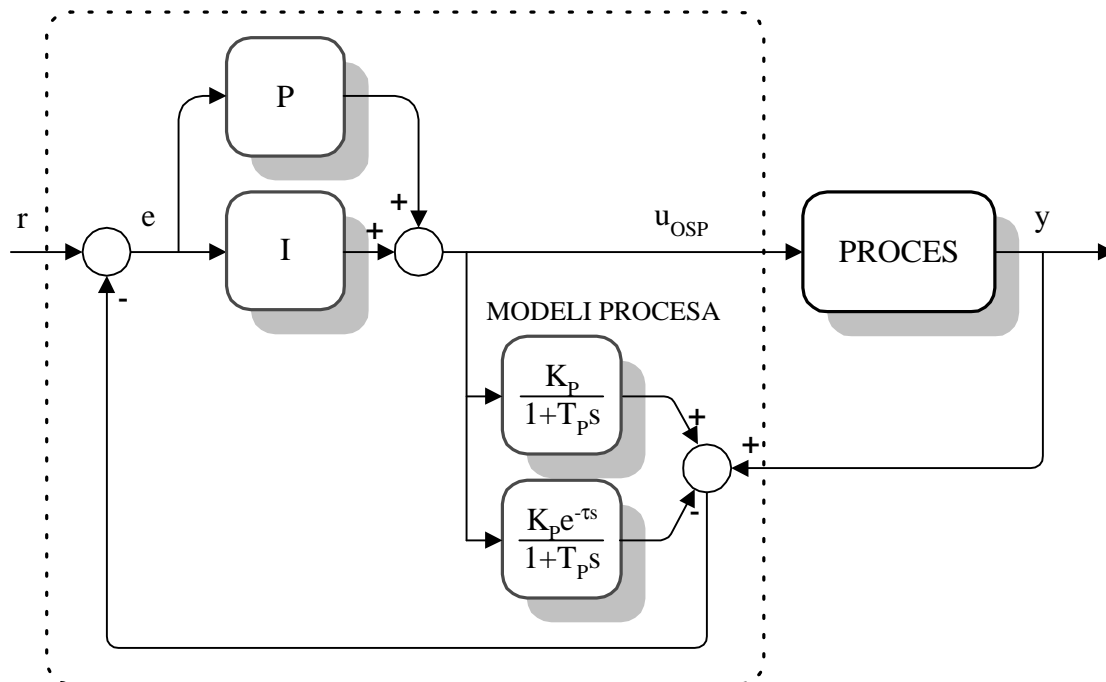 P
r
e
I
+
+
-
u_OSP
PROCES
y
MODELI PROCESA
K_P
1+T_Ps
K_Pe^-τs
1+T_Ps
+
+
-